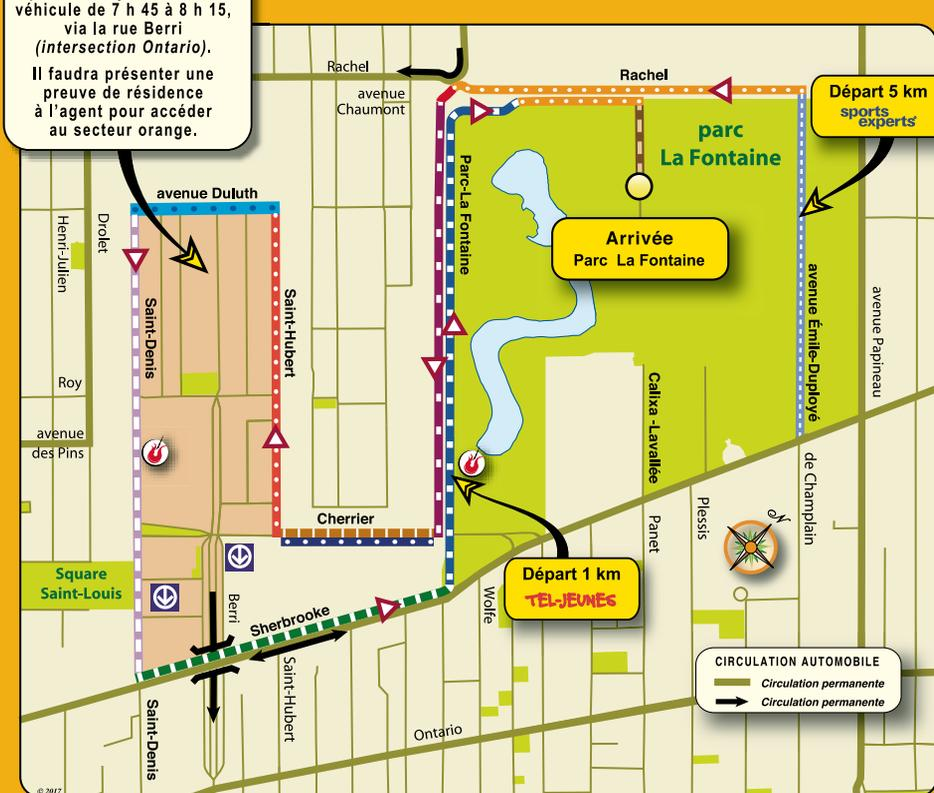 véhicule de 7 h 45 à 8 h 15,
via la rue Berri
(intersection Ontario).
Il faudra présenter une
preuve de résidence
à l'agent pour accéder
au secteur orange.
Rachel
avenue
Chaumont
Rachel
Départ 5 km
sports
experts
parc
La Fontaine
avenue Duluth
Parc-La Fontaine
Henri-Julien
Drolet
Arrivée
Parc La Fontaine
Saint-Denis
Saint-Hubert
avenue Émile-Duployé
avenue Papineau
Roy
avenue
des Pins
Calixa -Lavallée
Cherrier
de Champlain
Plessis
Panet
N
Square
Saint-Louis
Départ 1 km
TEL-JEUNES
Berri
Wolfe
Sherbrooke
Saint-Hubert
Saint-Denis
Ontario
CIRCULATION AUTOMOBILE
Circulation permanente
Circulation permanente
© 2017